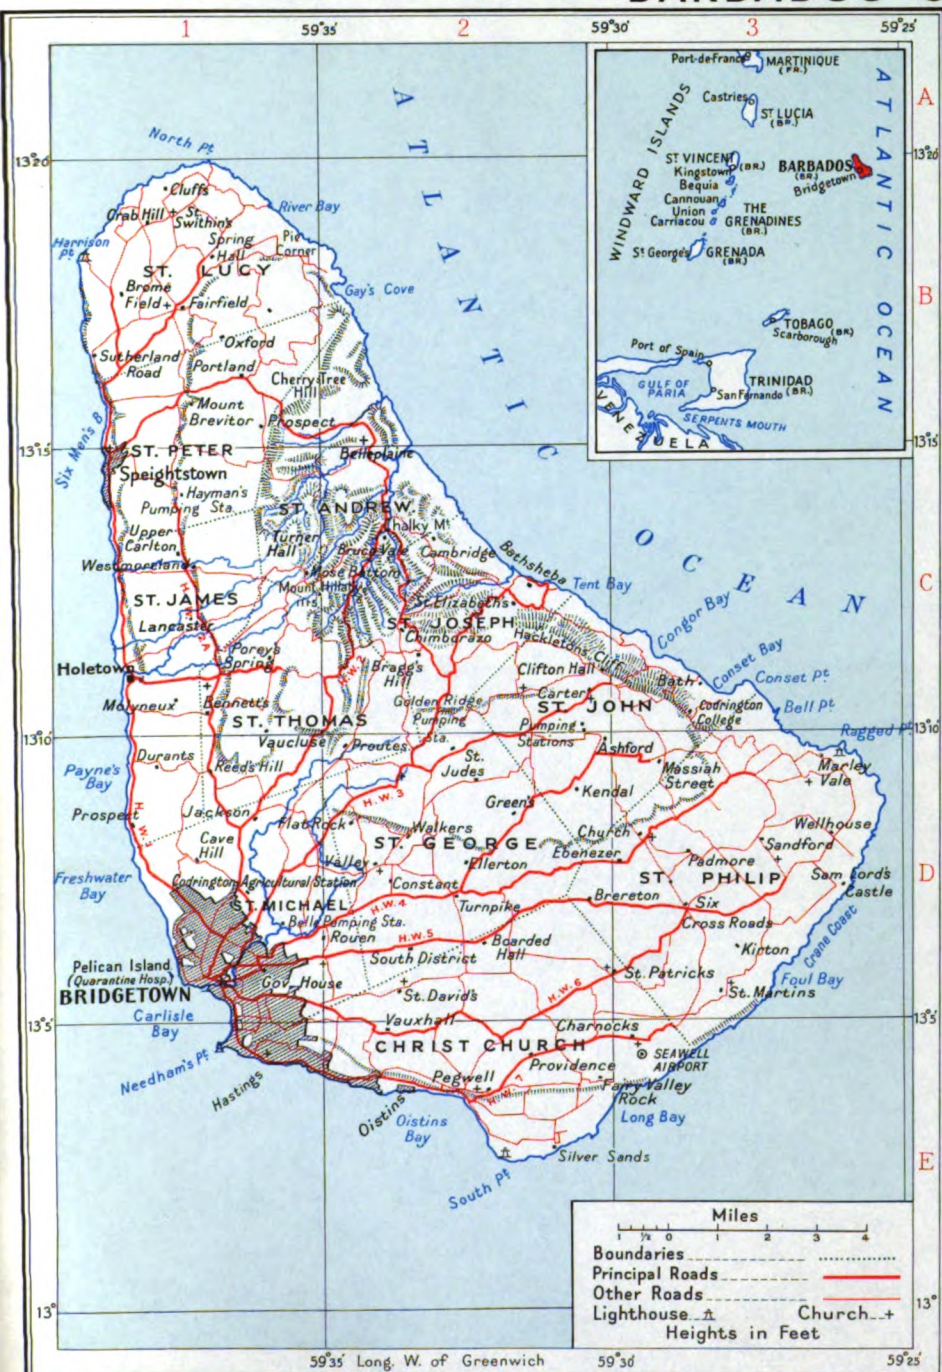 1
59°35'
2
59°30'
3
59°25'
A
B
C
D
E
13°20'
13°20'
13°15'
13°15'
13°10'
13°10'
13°5'
13°5'
13°
13°
ATLANTIC OCEAN
Port-de-France
MARTINIQUE
(FR.)
Castries
ST LUCIA
(BR.)
WINDWARD ISLANDS
ST VINCENT
(BR.)
Kingstown
Bequia
Cannouan
Union
Carriacou
THE
GRENADINES
(BR.)
St George's
GRENADA
(BR.)
BARBADOS
(BR.)
Bridgetown
ATLANTIC OCEAN
TOBAGO
(BR.)
Scarborough
Port of Spain
TRINIDAD
(BR.)
San Fernando
GULF OF
PARIA
SERPENTS MOUTH
VENEZUELA
North Pt.
Cluffs
Crab Hill
St.
Swithin's
River Bay
Harrison
Pt.
Spring
Hall
Pie
Corner
ST. LUCY
Brome
Field
Fairfield
Gay's Cove
Oxford
Sutherland
Road
Portland
Cherry Tree
Hill
Mount
Brevitor
Prospect
Six Men's B.
ST. PETER
Belleplaine
Speightstown
Hayman's
Pumping Sta.
ST. ANDREW
Chalky Mt.
Upper
Carlton
Turner
Hall
Bruce Vale
Cambridge
Bathsheba
Westmoreland
Mose Bottom
Mount Hillaby
Tent Bay
ST. JAMES
St. Elizabeths
Lancaster
H.W. 2A
ST. JOSEPH
Chimborazo
Hackletons Cliff
Congor Bay
Holetown
Porey's
Spring
H.W. 2
Bragg's
Hill
Clifton Hall
Bath
Conset Bay
Conset Pt.
Molyneux
Bennett's
Golden Ridge
Pumping
Sta.
Carter
ST. JOHN
Codrington
College
Bell Pt.
ST. THOMAS
Vaucluse
Proutes
Pumping
Stations
Ashford
Ragged Pt.
Durants
Reed's Hill
St.
Judes
Massiah
Street
Marley
Vale
Payne's
Bay
H.W. 1
H.W. 3
Kendal
Prospect
Jackson
Flat Rock
Green's
Walkers
Church
Wellhouse
Cave
Hill
ST. GEORGE
Ebenezer
Sandford
Valley
Ellerton
Padmore
Freshwater
Bay
Codrington Agricultural Station
Constant
ST. PHILIP
Sam Lord's
Castle
ST. MICHAEL
H.W. 4
Turnpike
Brereton
Six
Cross Roads
Belle Pumping Sta.
Rouen
H.W. 5
Boarded
Hall
South District
Kirton
Crane Coast
Pelican Island
(Quarantine Hosp.)
BRIDGETOWN
Gov. House
St. Patricks
Foul Bay
St. David's
H.W. 6
St. Martins
Carlisle
Bay
Vauxhall
Charnocks
CHRIST CHURCH
SEAWELL
AIRPORT
Needham's Pt.
Providence
Hastings
Pegwell
H.W. 7
Farry Valley
Rock
Oistins
Oistins
Bay
Long Bay
South Pt.
Silver Sands
Miles
1 ½ 0 1 2 3 4
Boundaries
Principal Roads
Other Roads
Lighthouse Church
Heights in Feet
59°35' Long. W. of Greenwich 59°30' 59°25'